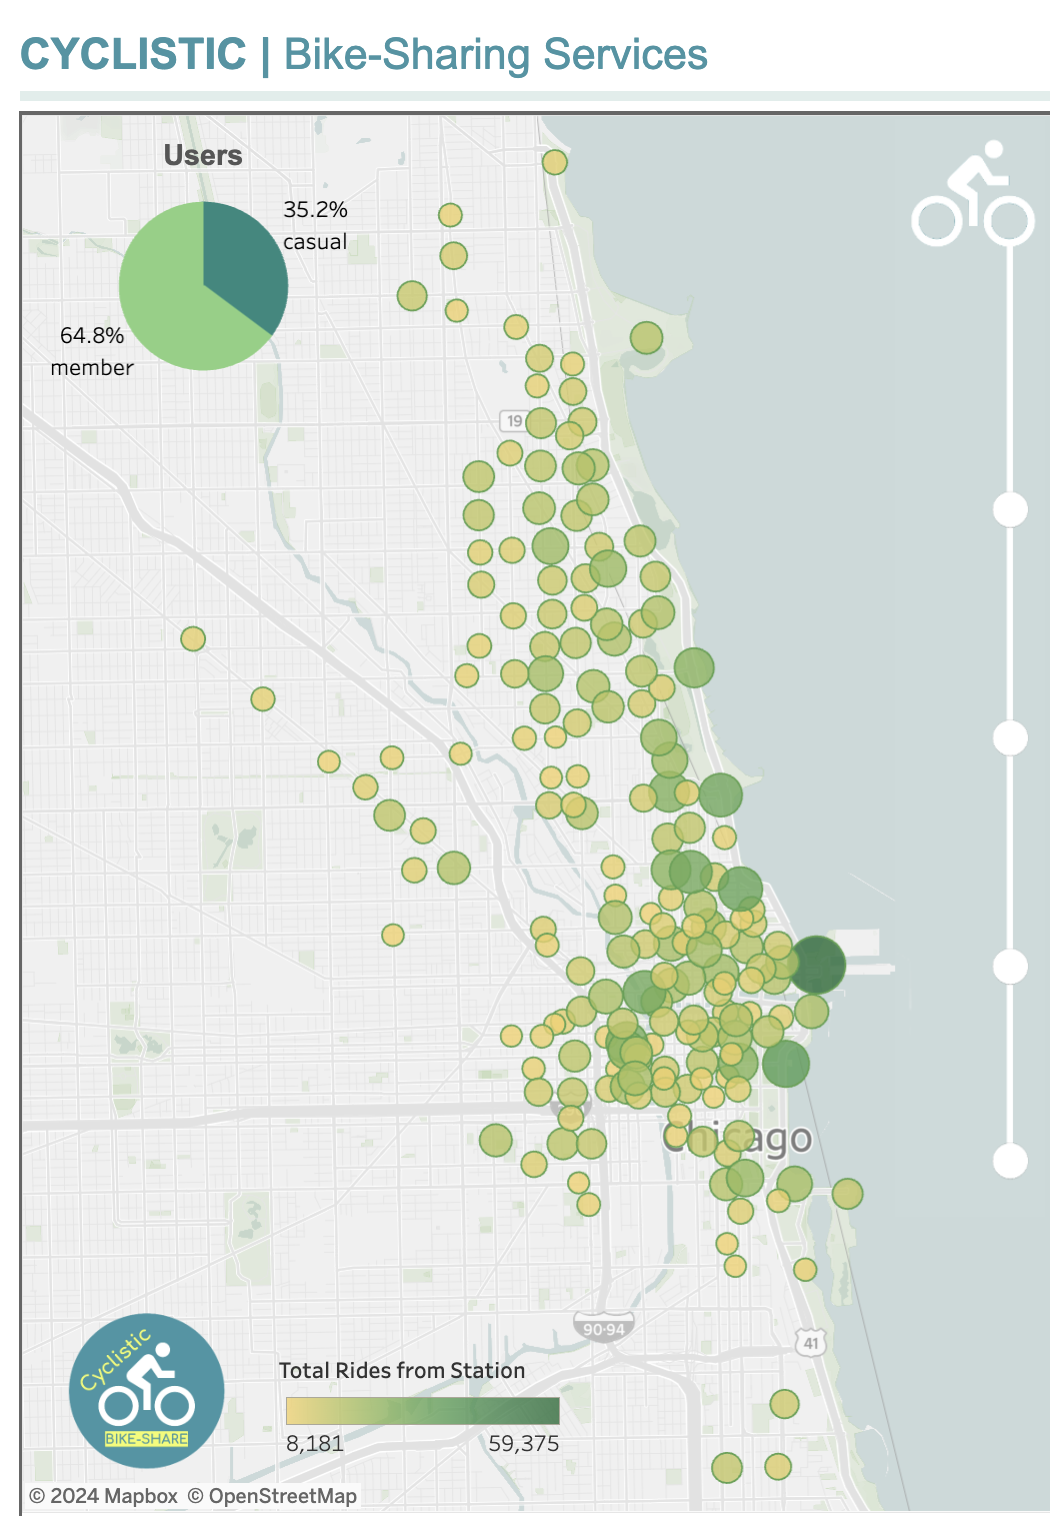 CYCLISTIC | Bike-Sharing Services
Users
35.2%
casual
64.8%
member
19
Chicago
90-94
41
Cyclistic
BIKE-SHARE
Total Rides from Station
8,181
59,375
© 2024 Mapbox © OpenStreetMap